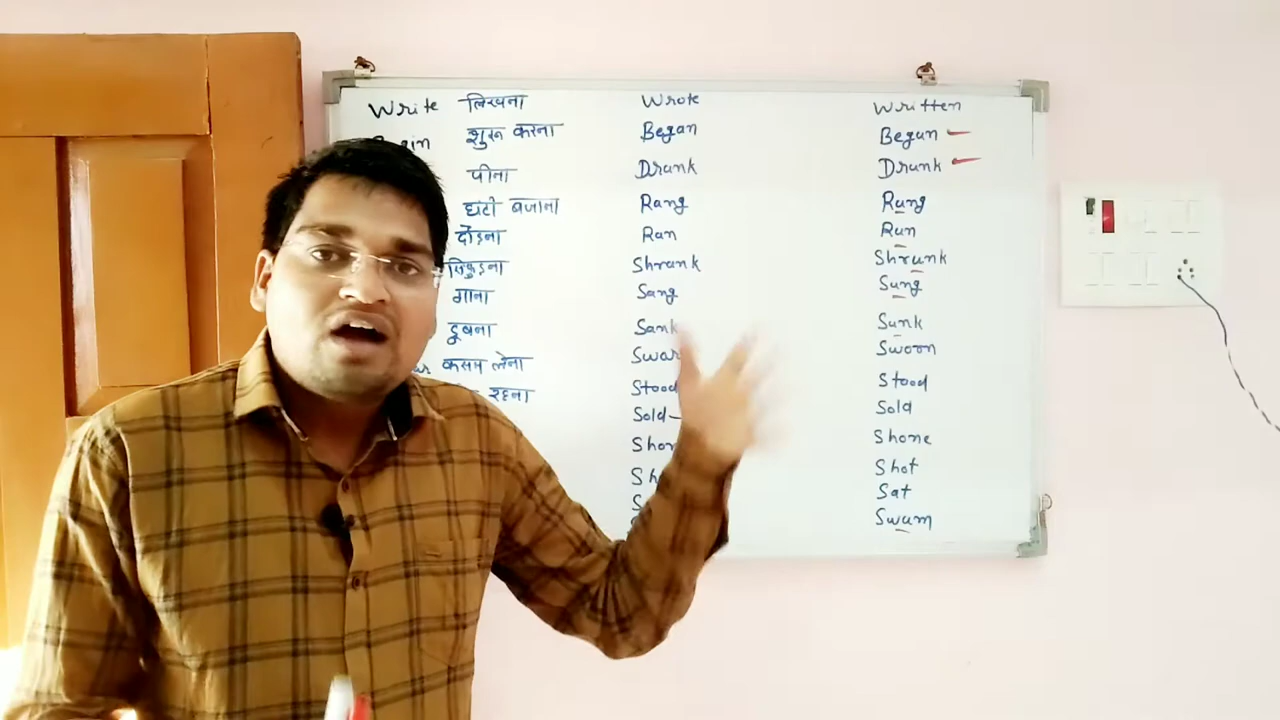 Write लिखना Wrote Written
शुरू करना Began Begun
पीना Drank Drunk
घंटी बजाना Rang Rung
दौड़ना Ran Run
सिकुड़ना Shrank Shrunk
गाना Sang Sung
डूबना Sank Sunk
कसम लेना Swoon
रहना Stood Stood
Sold Sold
Shone
Shot
Sat
Swum